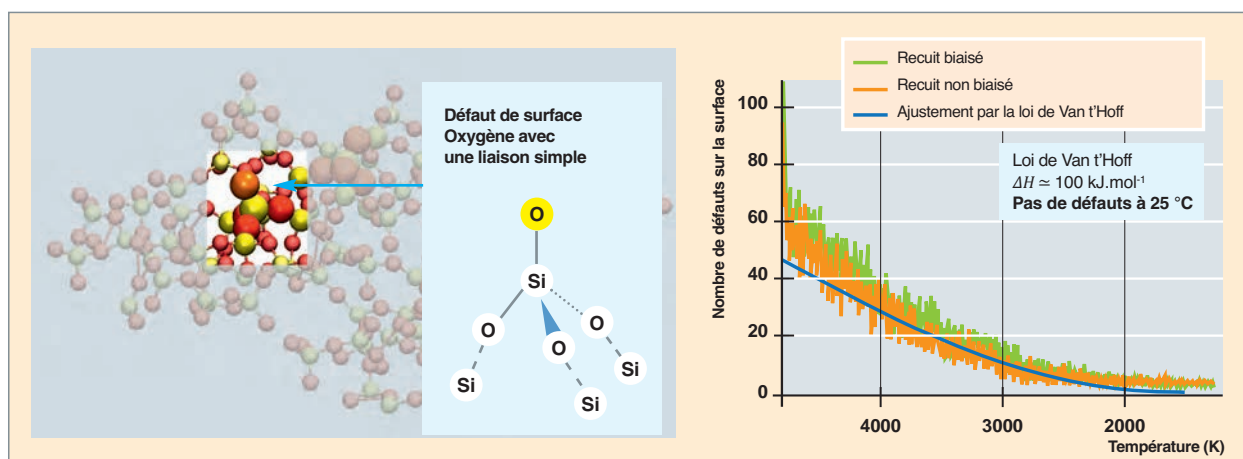 Défaut de surface
Oxygène avec
une liaison simple
O
Si
O
O
O
Si
Si
Si
Nombre de défauts sur la surface
100
80
60
40
20
0
4000
3000
2000
Température (K)
Recuit biaisé
Recuit non biaisé
Ajustement par la loi de Van t'Hoff
Loi de Van t'Hoff
ΔH ≃ 100 kJ.mol⁻¹
Pas de défauts à 25 °C